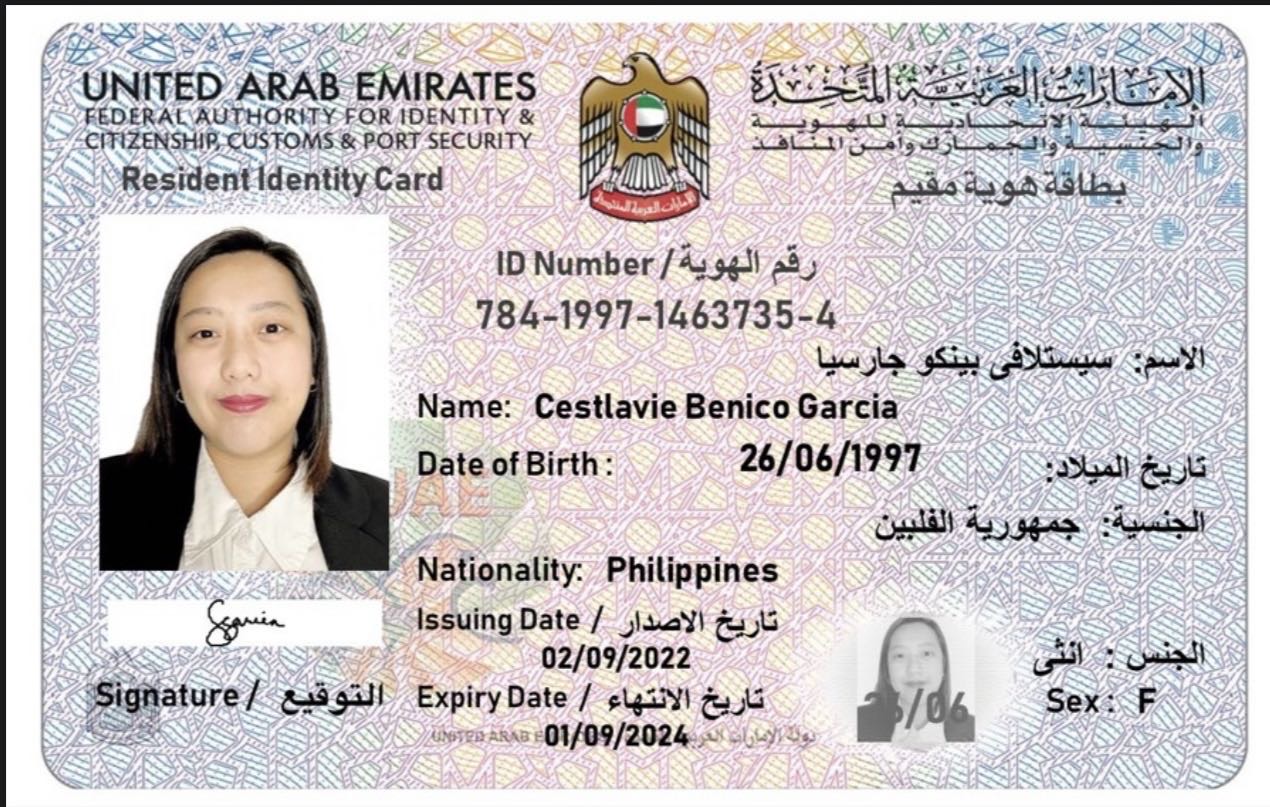 UNITED ARAB EMIRATES
FEDERAL AUTHORITY FOR IDENTITY &
CITIZENSHIP, CUSTOMS & PORT SECURITY
Resident Identity Card
الإمارات العربية المتحدة
الهيئة الاتحادية للهوية
والجنسية والجمارك وأمن المنافذ
بطاقة هوية مقيم
الإمارات العربية المتحدة
ID Number / رقم الهوية
784-1997-1463735-4
الاسم: سيستلافى بينكو جارسيا
Name: Cestlavie Benico Garcia
Date of Birth : 26/06/1997 تاريخ الميلاد:
UAE
الجنسية: جمهورية الفلبين
Nationality: Philippines
Issuing Date / تاريخ الاصدار
02/09/2022
Expiry Date / تاريخ الانتهاء
01/09/2024
UNITED ARAB E
دولة الإمارات العربية
Signature / التوقيع
الجنس : انثى
Sex : F
26/06